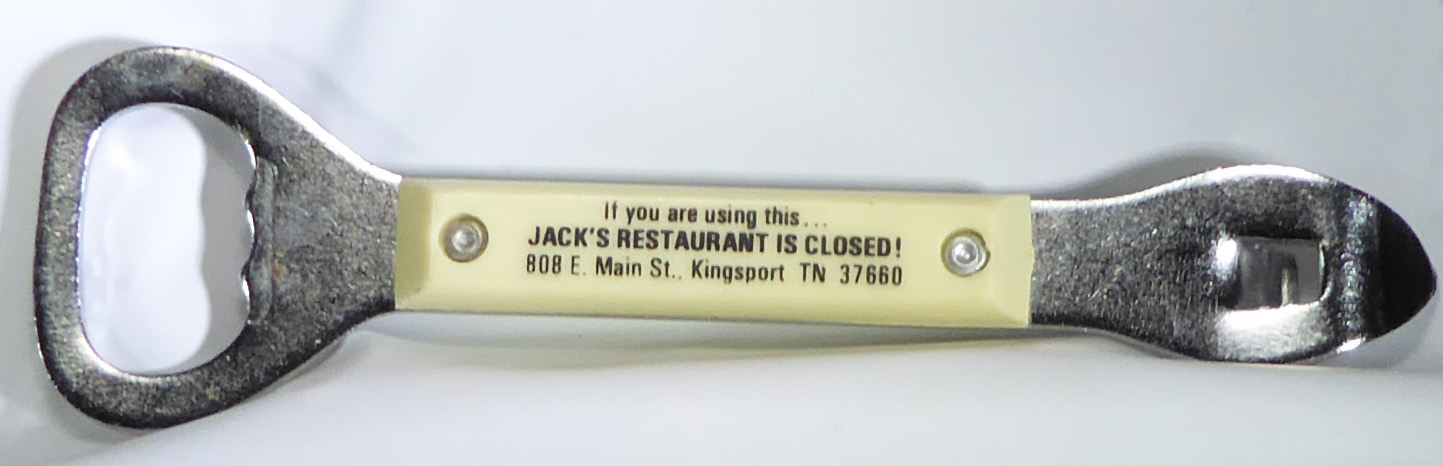 If you are using this...
JACK'S RESTAURANT IS CLOSED!
808 E. Main St., Kingsport TN 37660